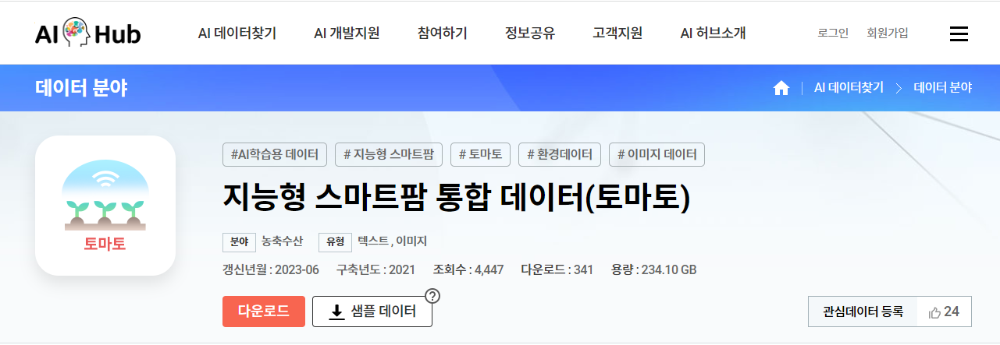 AI Hub AI 데이터찾기 AI 개발지원 참여하기 정보공유 고객지원 AI 허브소개 로그인 회원가입
데이터 분야 AI 데이터찾기 데이터 분야
#AI학습용 데이터 # 지능형 스마트팜 # 토마토 # 환경데이터 # 이미지 데이터
지능형 스마트팜 통합 데이터(토마토)
토마토
분야 농축수산 유형 텍스트 , 이미지
갱신년월 : 2023-06 구축년도 : 2021 조회수 : 4,447 다운로드 : 341 용량 : 234.10 GB
다운로드 샘플 데이터 ? 관심데이터 등록 24